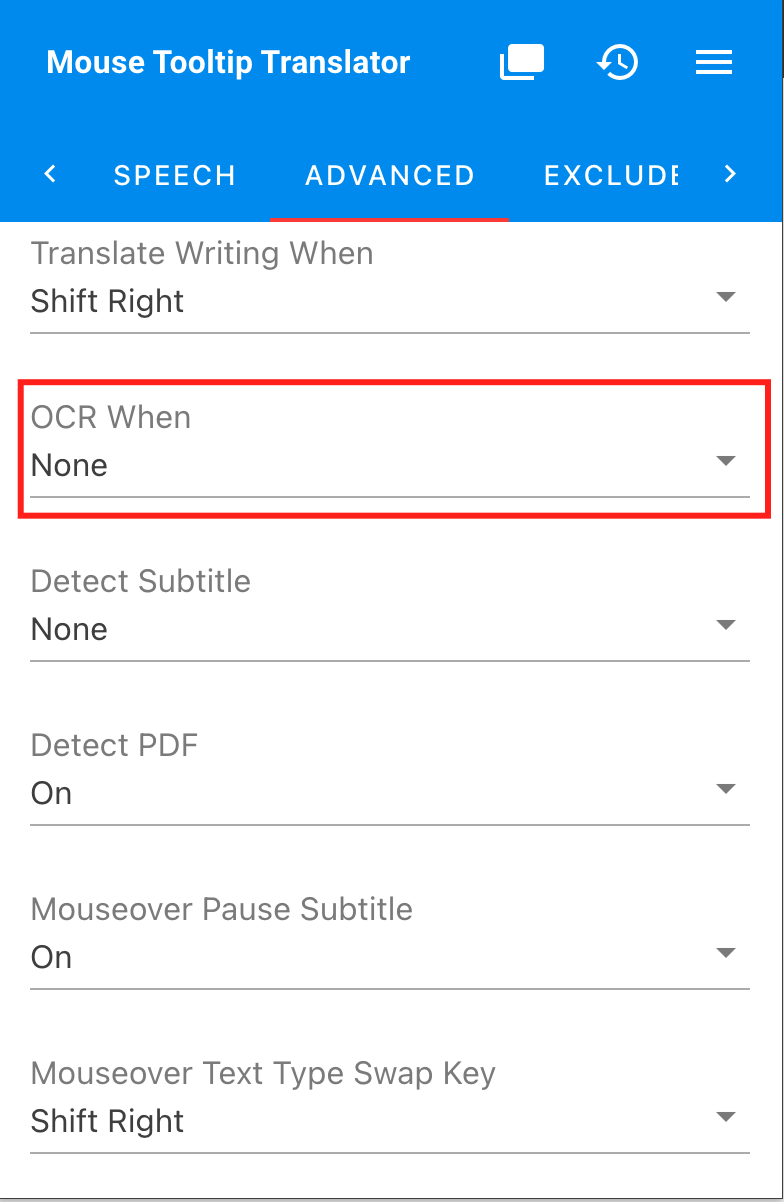 Mouse Tooltip Translator
SPEECH ADVANCED EXCLUDE
Translate Writing When
Shift Right
OCR When
None
Detect Subtitle
None
Detect PDF
On
Mouseover Pause Subtitle
On
Mouseover Text Type Swap Key
Shift Right